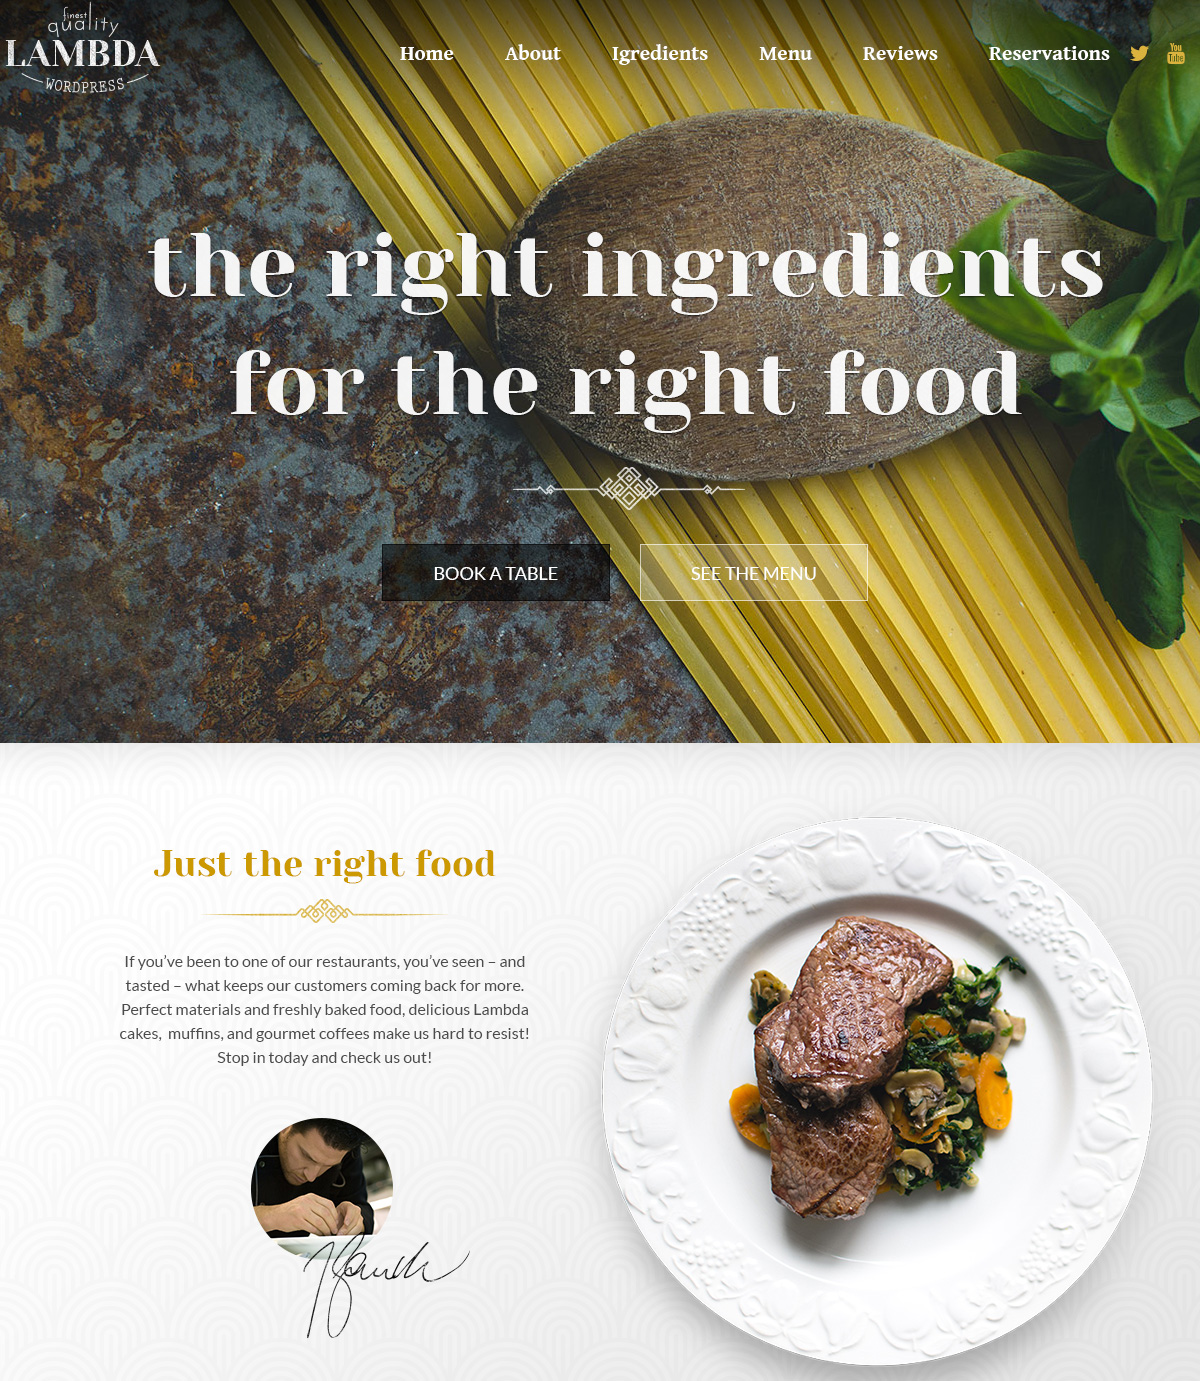 finest
quality
LAMBDA
WORDPRESS
Home About Igredients Menu Reviews Reservations
You
Tube
the right ingredients
for the right food
BOOK A TABLE SEE THE MENU
Just the right food
If you’ve been to one of our restaurants, you’ve seen – and
tasted – what keeps our customers coming back for more.
Perfect materials and freshly baked food, delicious Lambda
cakes,  muffins, and gourmet coffees make us hard to resist!
Stop in today and check us out!